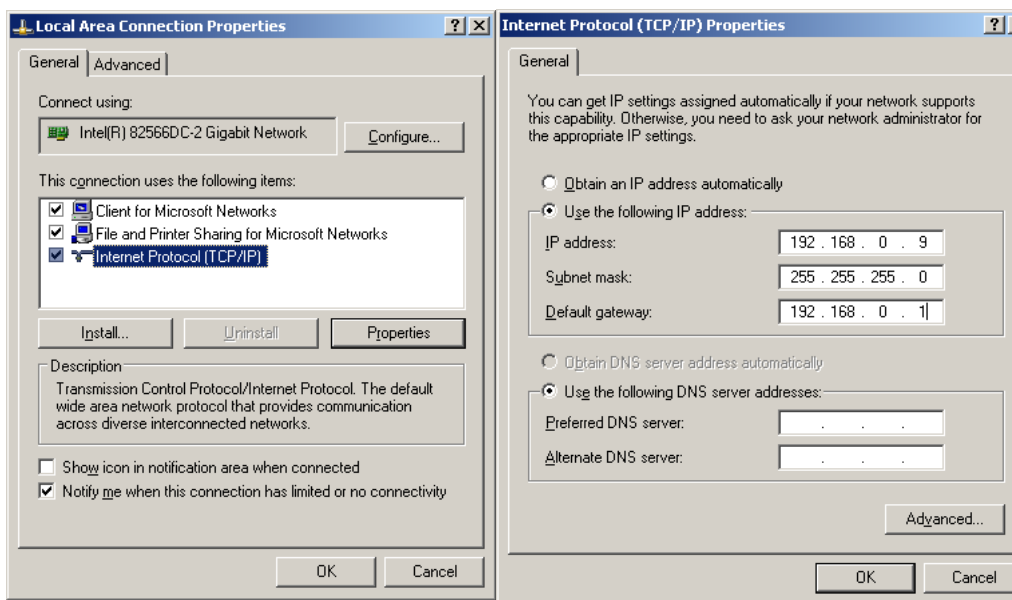 Local Area Connection Properties
General
Advanced
Connect using:
Intel(R) 82566DC-2 Gigabit Network
Configure...
This connection uses the following items:
Client for Microsoft Networks
File and Printer Sharing for Microsoft Networks
Internet Protocol (TCP/IP)
Install...
Uninstall
Properties
Description
Transmission Control Protocol/Internet Protocol. The default
wide area network protocol that provides communication
across diverse interconnected networks.
Show icon in notification area when connected
Notify me when this connection has limited or no connectivity
OK
Cancel
Internet Protocol (TCP/IP) Properties
General
You can get IP settings assigned automatically if your network supports
this capability. Otherwise, you need to ask your network administrator for
the appropriate IP settings.
Obtain an IP address automatically
Use the following IP address:
IP address: 192 . 168 . 0 . 9
Subnet mask: 255 . 255 . 255 . 0
Default gateway: 192 . 168 . 0 . 1
Obtain DNS server address automatically
Use the following DNS server addresses:
Preferred DNS server: . . .
Alternate DNS server: . . .
Advanced...
OK
Cancel